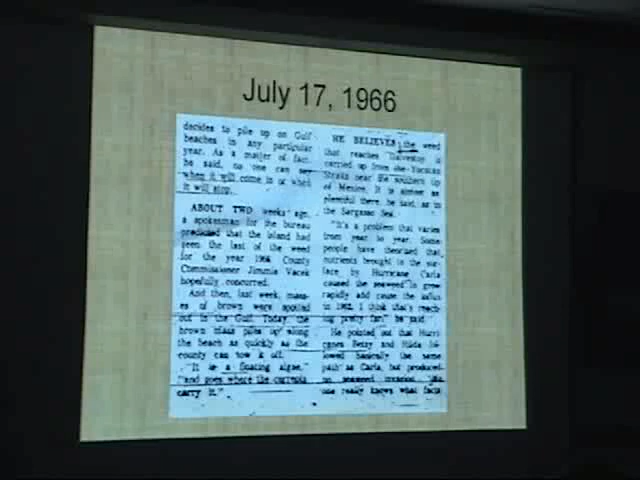 July 17, 1966
decides to pile up on Gulf
beaches in any particular
year. As a matter of fact,
he said, no one can say
when it will come in or when
it will stop.
ABOUT TWO weeks ago,
a spokesman for the bureau
predicted that the island had
seen the last of the weed
for the year 1966. County
Commissioner Jimmie Vacek
hopefully concurred.
And then, last week, mass-
es of brown were spotted
out in the Gulf. Today, the
brown mass piles up along
the beach as quickly as the
county can tow it off.
"It is a floating algae,"
"and goes where the currents
carry it."
HE BELIEVES the weed
that reaches Galveston is
carried up from the Yucatan
Straits near the southern tip
of Mexico. It is almost as
plentiful there, he said, as in
the Sargasso Sea.
"It's a problem that varies
from year to year. Some
people have theorized that
nutrients brought to the sur-
face by Hurricane Carla
caused the seaweed to grow
rapidly and cause the influx
in 1962. I think that's reach-
ing pretty far," he said.
He pointed out that Hurri-
canes Betsy and Hilda fol-
lowed basically the same
path as Carla, but produced
no seaweed invasion.
one really knows what